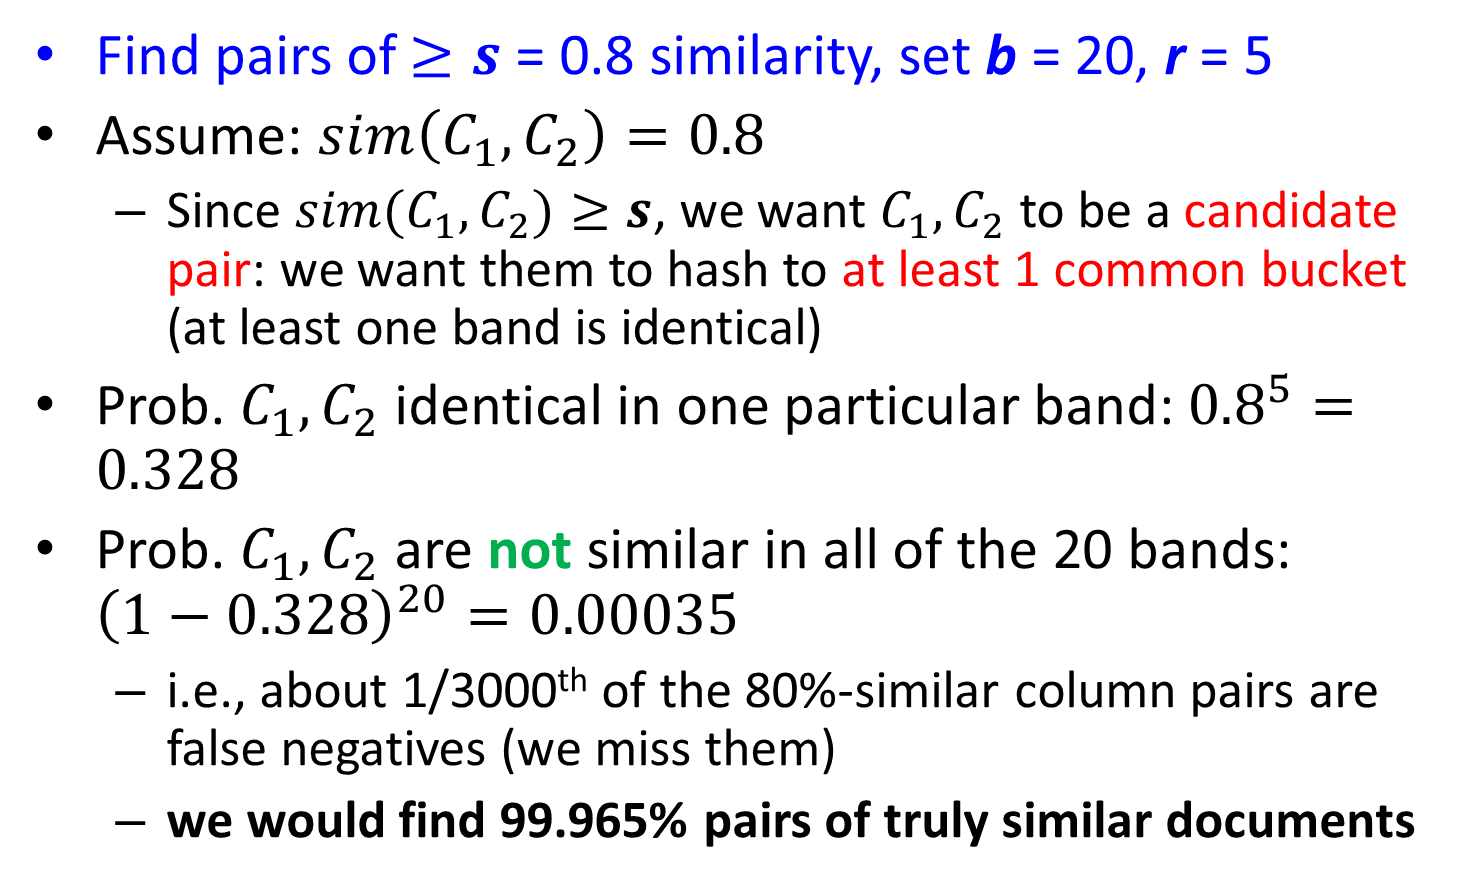 • Find pairs of ≥ s = 0.8 similarity, set b = 20, r = 5
• Assume: sim(C₁, C₂) = 0.8
– Since sim(C₁, C₂) ≥ s, we want C₁, C₂ to be a candidate
pair: we want them to hash to at least 1 common bucket
(at least one band is identical)
• Prob. C₁, C₂ identical in one particular band: 0.8⁵ =
0.328
• Prob. C₁, C₂ are not similar in all of the 20 bands:
(1 − 0.328)²⁰ = 0.00035
– i.e., about 1/3000ᵗʰ of the 80%-similar column pairs are
false negatives (we miss them)
– we would find 99.965% pairs of truly similar documents